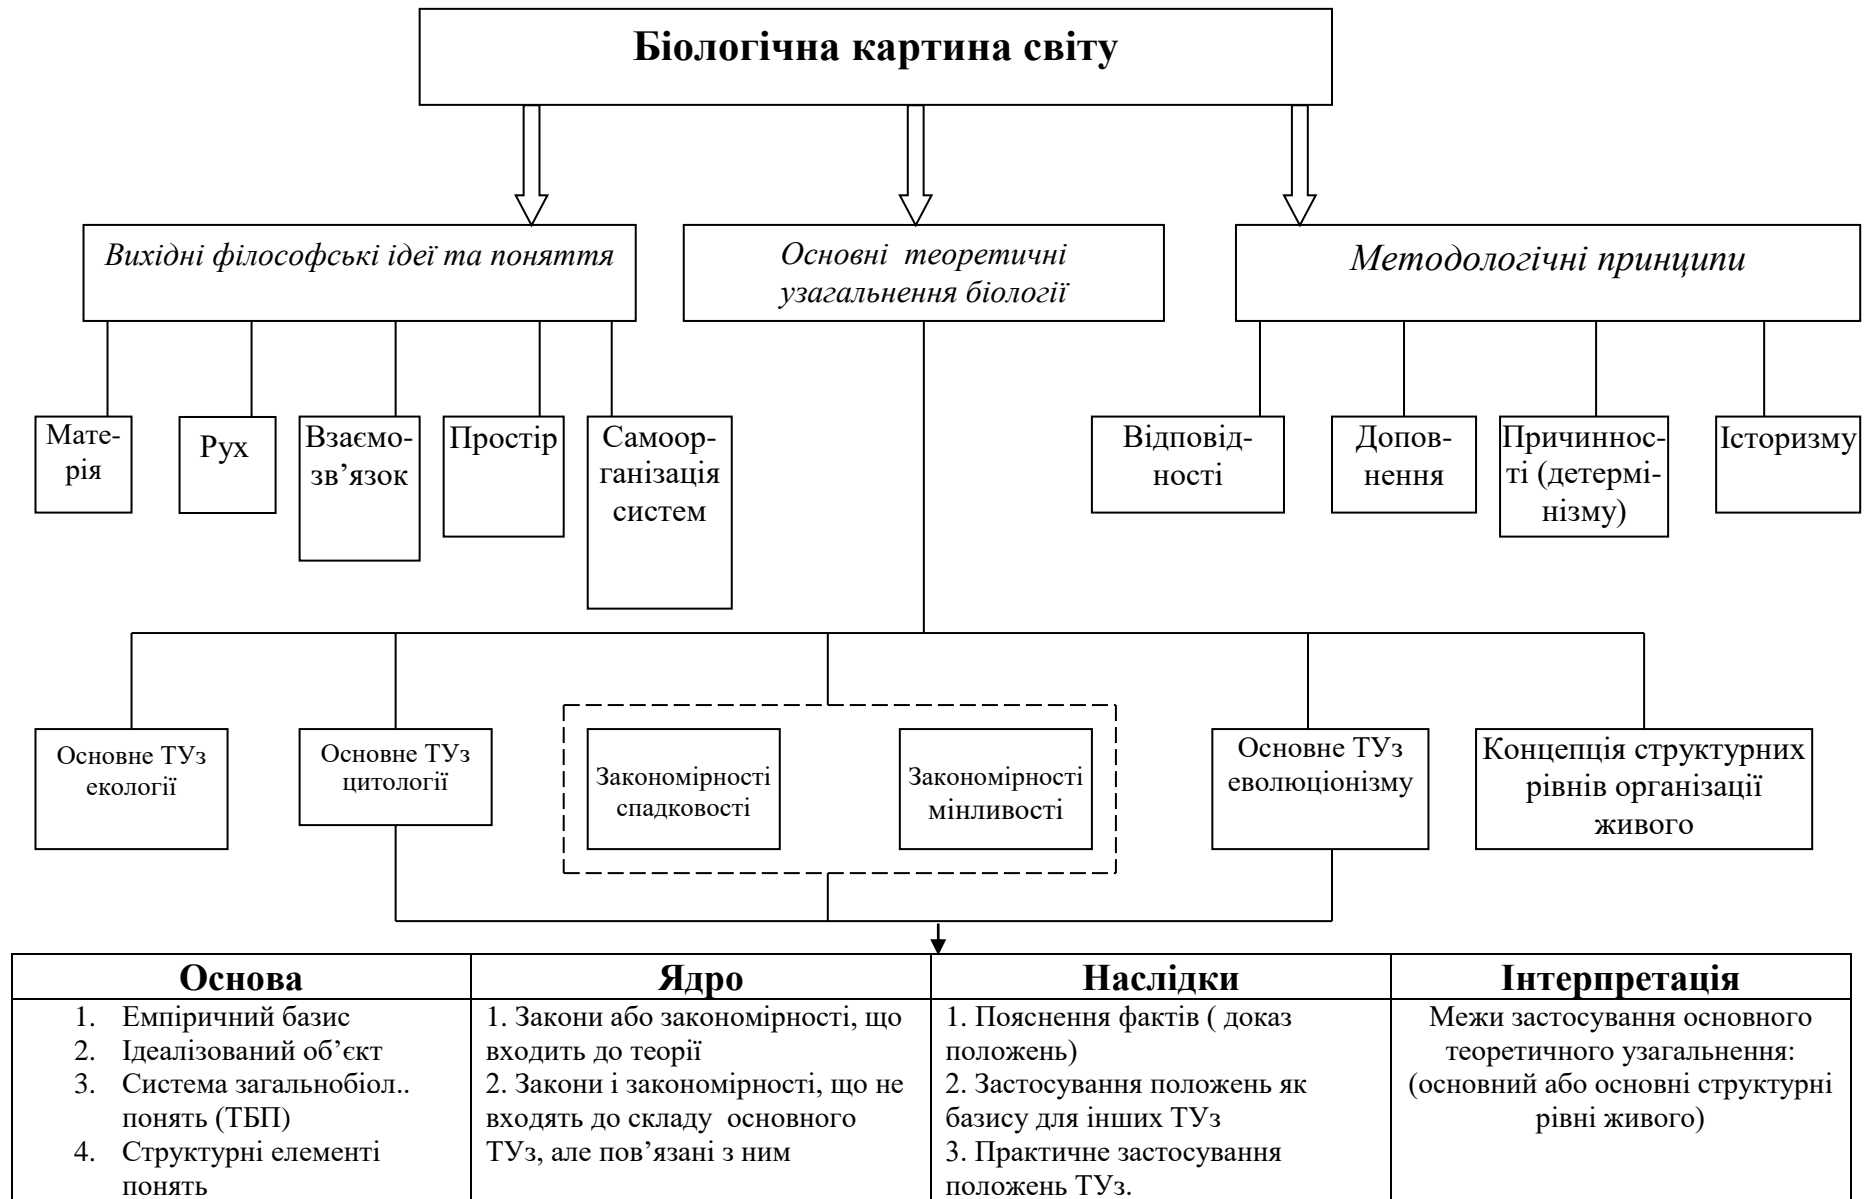 Біологічна картина світу
Вихідні філософські ідеї та поняття
Основні теоретичні
узагальнення біології
Методологічні принципи
Мате-
рія
Рух
Взаємо-
зв’язок
Простір
Самоор-
ганізація
систем
Відповід-
ності
Допов-
нення
Причиннос-
ті (детермі-
нізму)
Історизму
Основне ТУз
екології
Основне ТУз
цитології
Закономірності
спадковості
Закономірності
мінливості
Основне ТУз
еволюціонізму
Концепція структурних
рівнів організації
живого
Основа
1. Емпіричний базис
2. Ідеалізований об’єкт
3. Система загальнобіол..
понять (ТБП)
4. Структурні елементі
понять
Ядро
1. Закони або закономірності, що
входить до теорії
2. Закони і закономірності, що не
входять до складу основного
ТУз, але пов’язані з ним
Наслідки
1. Пояснення фактів ( доказ
положень)
2. Застосування положень як
базису для інших ТУз
3. Практичне застосування
положень ТУз.
Інтерпретація
Межи застосування основного
теоретичного узагальнення:
(основний або основні структурні
рівні живого)